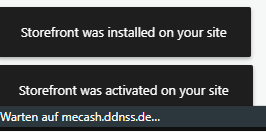 Storefront was installed on your site
Storefront was activated on your site
Warten auf mecash.ddnss.de...